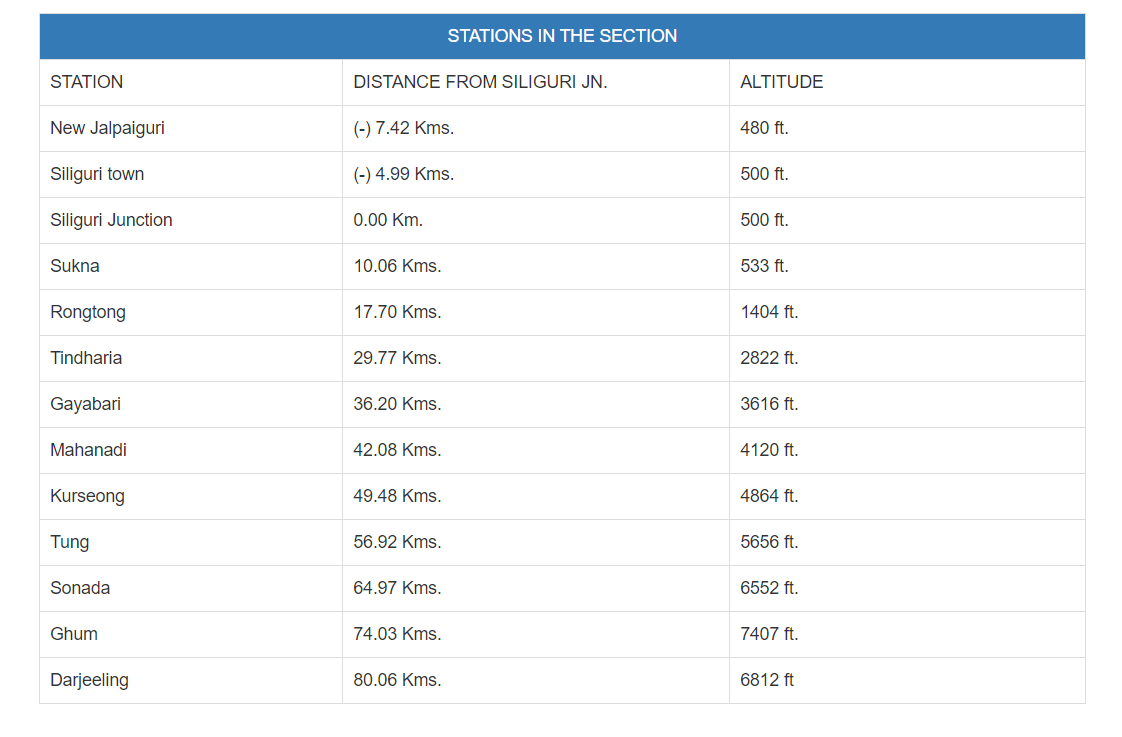 STATIONS IN THE SECTION
STATION DISTANCE FROM SILIGURI JN. ALTITUDE
New Jalpaiguri (-) 7.42 Kms. 480 ft.
Siliguri town (-) 4.99 Kms. 500 ft.
Siliguri Junction 0.00 Km. 500 ft.
Sukna 10.06 Kms. 533 ft.
Rongtong 17.70 Kms. 1404 ft.
Tindharia 29.77 Kms. 2822 ft.
Gayabari 36.20 Kms. 3616 ft.
Mahanadi 42.08 Kms. 4120 ft.
Kurseong 49.48 Kms. 4864 ft.
Tung 56.92 Kms. 5656 ft.
Sonada 64.97 Kms. 6552 ft.
Ghum 74.03 Kms. 7407 ft.
Darjeeling 80.06 Kms. 6812 ft